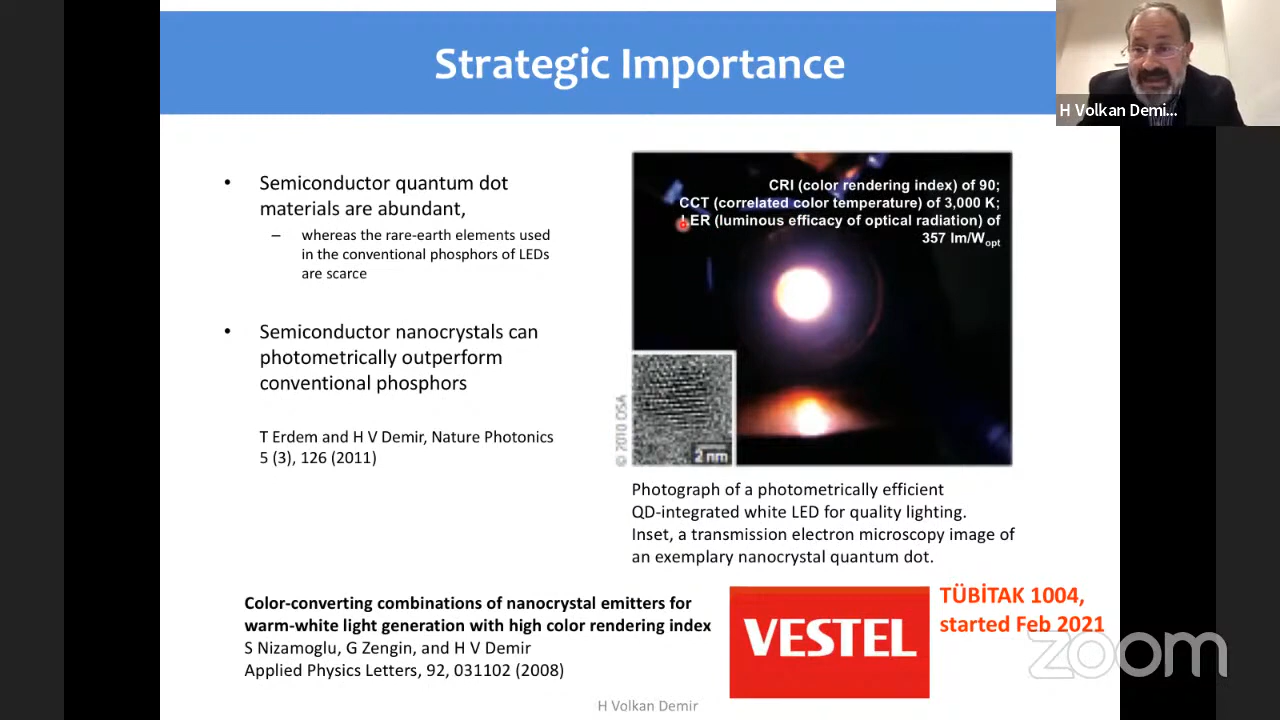 Strategic Importance
H Volkan Demi...
• Semiconductor quantum dot
materials are abundant,
– whereas the rare-earth elements used
in the conventional phosphors of LEDs
are scarce
• Semiconductor nanocrystals can
photometrically outperform
conventional phosphors
T Erdem and H V Demir, Nature Photonics
5 (3), 126 (2011)
CRI (color rendering index) of 90;
CCT (correlated color temperature) of 3,000 K;
LER (luminous efficacy of optical radiation) of
357 lm/Wopt
© 2010 OSA
2 nm
Photograph of a photometrically efficient
QD-integrated white LED for quality lighting.
Inset, a transmission electron microscopy image of
an exemplary nanocrystal quantum dot.
Color-converting combinations of nanocrystal emitters for
warm-white light generation with high color rendering index
S Nizamoglu, G Zengin, and H V Demir
Applied Physics Letters, 92, 031102 (2008)
VESTEL
TÜBİTAK 1004,
started Feb 2021
zoom
H Volkan Demir